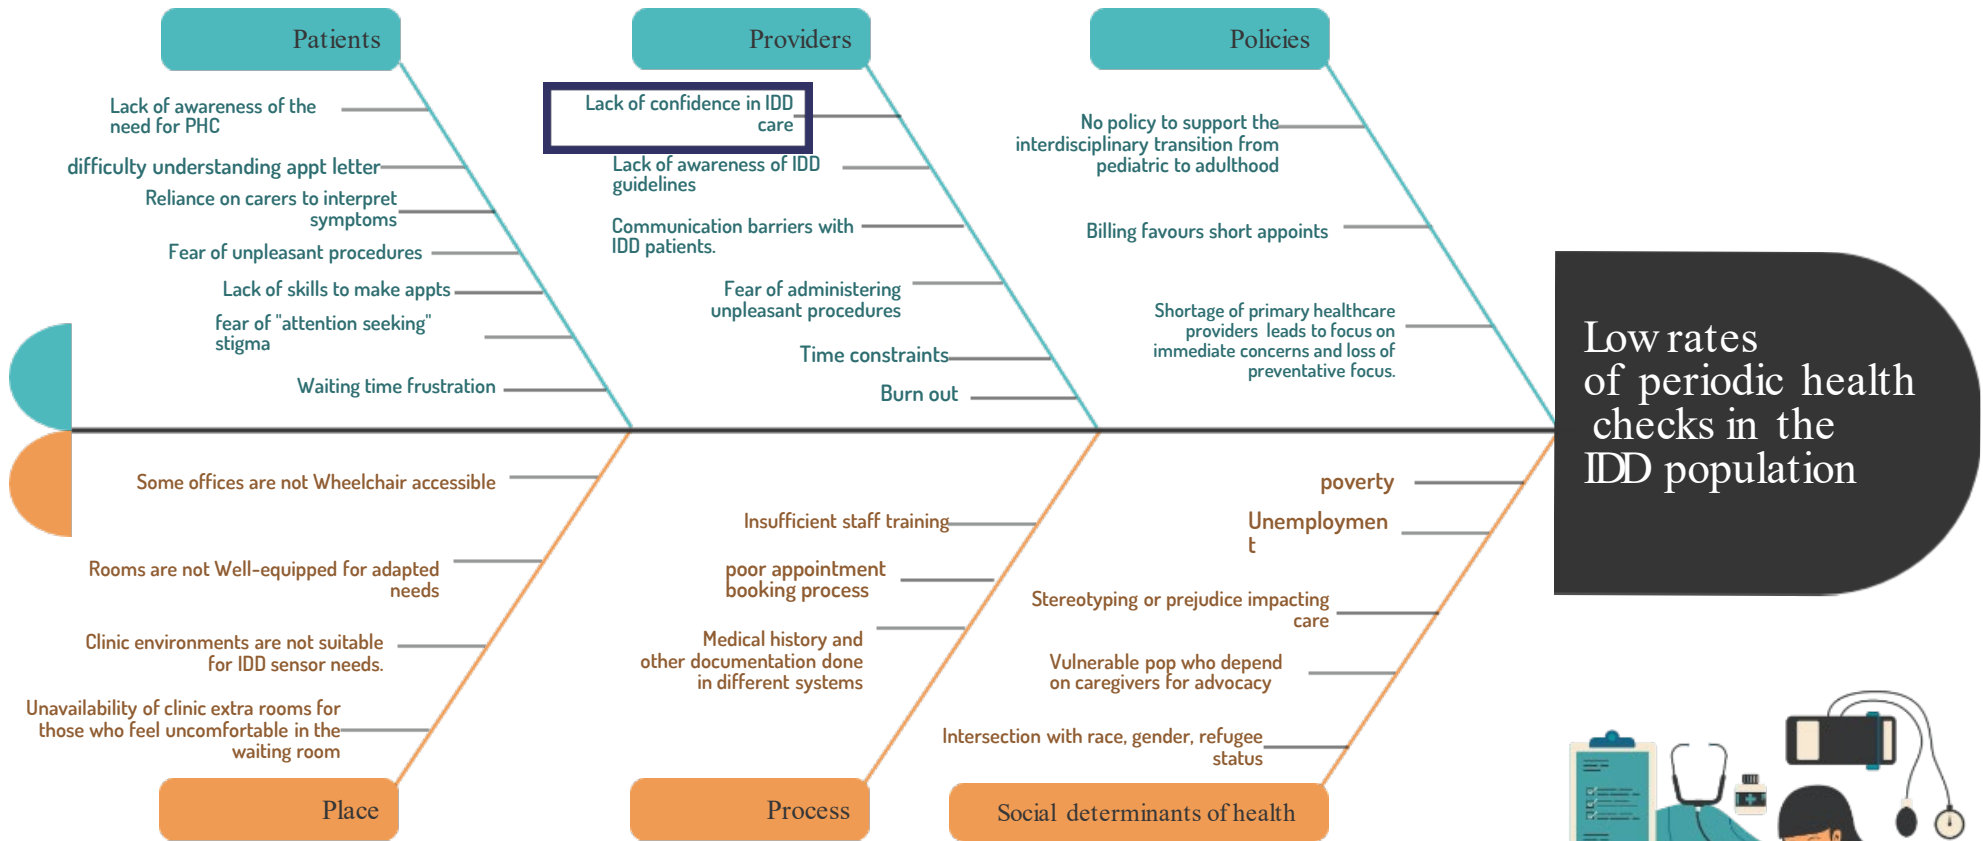 Patients
Lack of awareness of the
need for PHC
difficulty understanding appt letter
Reliance on carers to interpret
symptoms
Fear of unpleasant procedures
Lack of skills to make appts
fear of "attention seeking"
stigma
Waiting time frustration
Providers
Lack of confidence in IDD
care
Lack of awareness of IDD
guidelines
Communication barriers with
IDD patients.
Fear of administering
unpleasant procedures
Time constraints
Burn out
Policies
No policy to support the
interdisciplinary transition from
pediatric to adulthood
Billing favours short appoints
Shortage of primary healthcare
providers leads to focus on
immediate concerns and loss of
preventative focus.
Low rates
of periodic health
checks in the
IDD population
Some offices are not Wheelchair accessible
Rooms are not Well-equipped for adapted
needs
Clinic environments are not suitable
for IDD sensor needs.
Unavailability of clinic extra rooms for
those who feel uncomfortable in the
waiting room
Place
Insufficient staff training
poor appointment
booking process
Medical history and
other documentation done
in different systems
Process
poverty
Unemploymen
t
Stereotyping or prejudice impacting
care
Vulnerable pop who depend
on caregivers for advocacy
Intersection with race, gender, refugee
status
Social determinants of health